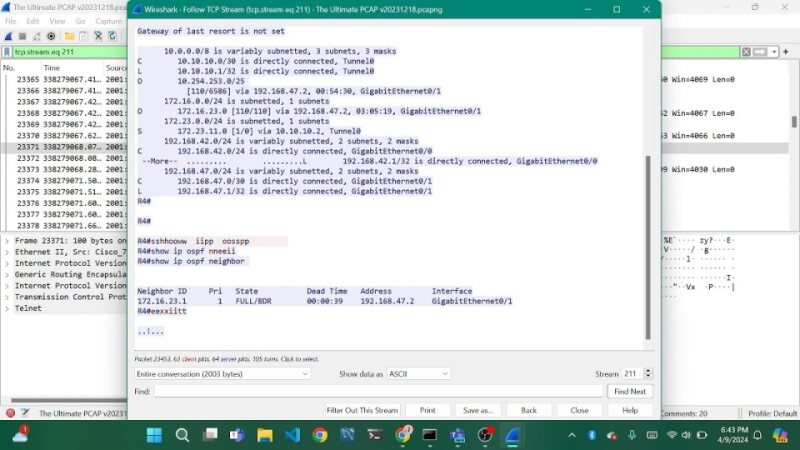 Wireshark · Follow TCP Stream (tcp.stream eq 211) · The Ultimate PCAP v20231218.pcapng
The Ultimate PCAP v20231218.pcapng
File Edit View Go Capture
tcp.stream eq 211
No. Time Source
23365 338279067.41… 2001:
23366 338279067.42… 2001:
23369 338279067.54… 2001:
23370 338279067.62… 2001:
23371 338279068.07… 2001:
23372 338279068.08… 2001:
23373 338279068.28… 2001:
23374 338279071.50… 2001:
23375 338279071.51… 2001:
23376 338279071.60… 2001:
23377 338279071.60… 2001:
23378 338279071.66… 2001:
Win=4069 Len=0
Win=4067 Len=0
Win=4066 Len=0
Win=4030 Len=0
Frame 23371: 100 bytes on
Ethernet II, Src: Cisco_7
Internet Protocol Version
Generic Routing Encapsula
Internet Protocol Version
Transmission Control Prot
Telnet
Gateway of last resort is not set
10.0.0.0/8 is variably subnetted, 3 subnets, 3 masks
C 10.10.10.0/30 is directly connected, Tunnel0
L 10.10.10.1/32 is directly connected, Tunnel0
O 10.254.253.0/25
[110/6586] via 192.168.47.2, 00:54:30, GigabitEthernet0/1
172.16.0.0/24 is subnetted, 1 subnets
O 172.16.23.0 [110/110] via 192.168.47.2, 03:05:19, GigabitEthernet0/1
172.23.0.0/24 is subnetted, 1 subnets
S 172.23.11.0 [1/0] via 10.10.10.2, Tunnel0
192.168.42.0/24 is variably subnetted, 2 subnets, 2 masks
C 192.168.42.0/24 is directly connected, GigabitEthernet0/0
--More-- ......... .........L 192.168.42.1/32 is directly connected, GigabitEthernet0/0
192.168.47.0/24 is variably subnetted, 2 subnets, 2 masks
C 192.168.47.0/30 is directly connected, GigabitEthernet0/1
L 192.168.47.1/32 is directly connected, GigabitEthernet0/1
R4#
R4#
R4#sshhooww iipp oosspp
R4#show ip ospf nneeii
R4#show ip ospf neighbor
Neighbor ID Pri State Dead Time Address Interface
172.16.23.1 1 FULL/BDR 00:00:39 192.168.47.2 GigabitEthernet0/1
R4#eexxiitt
..!...
Packet 23453. 63 client pkts, 64 server pkts, 105 turns. Click to select.
Entire conversation (2003 bytes) Show data as ASCII Stream 211
Find: Find Next
Filter Out This Stream Print Save as... Back Close Help
The Ultimate PCAP v20231218
Comments: 20 Profile: Default
6:43 PM
4/9/2024